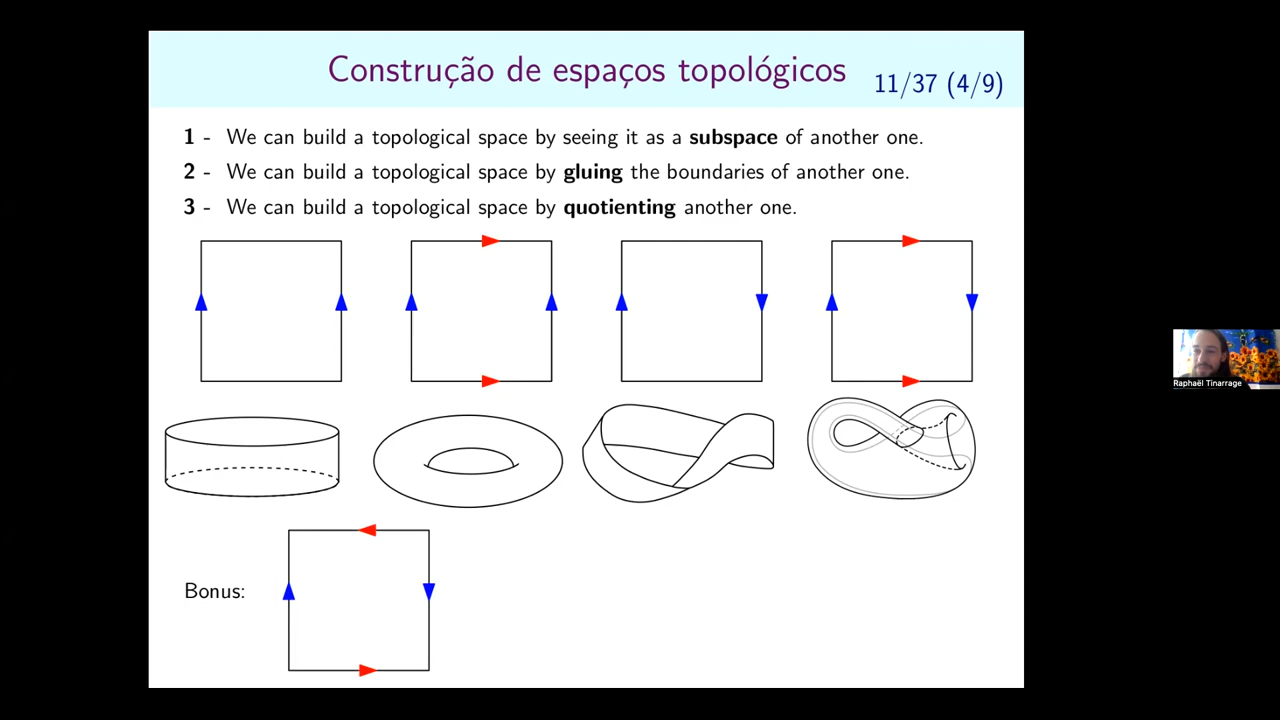 Construção de espaços topológicos
11/37 (4/9)
1 - We can build a topological space by seeing it as a subspace of another one.
2 - We can build a topological space by gluing the boundaries of another one.
3 - We can build a topological space by quotienting another one.
Bonus:
Raphaël Tinarrage